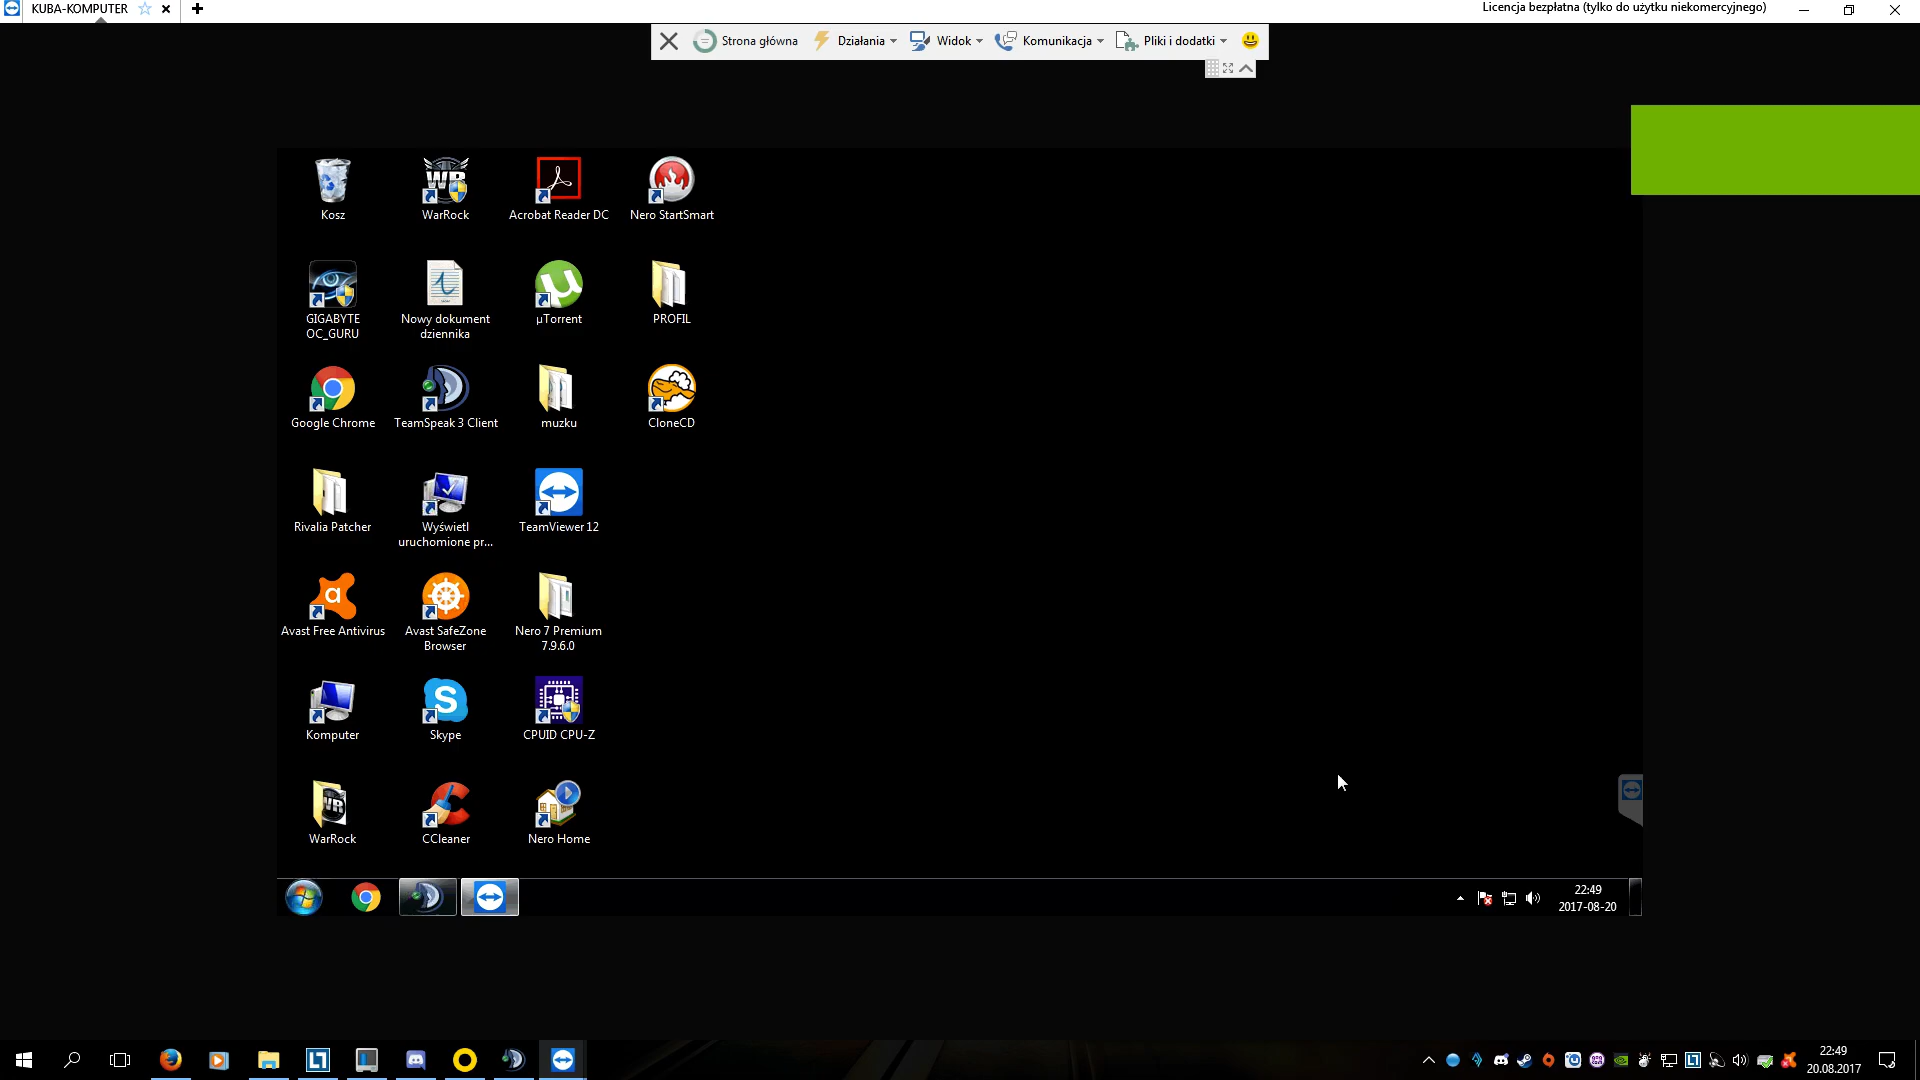 KUBA-KOMPUTER
Licencja bezpłatna (tylko do użytku niekomercyjnego)
Strona główna
Działania
Widok
Komunikacja
Pliki i dodatki
Kosz
WarRock
Acrobat Reader DC
Nero StartSmart
GIGABYTE
OC_GURU
Nowy dokument
dziennika
µTorrent
PROFIL
Google Chrome
TeamSpeak 3 Client
muzku
CloneCD
Rivalia Patcher
Wyświetl
uruchomione pr...
TeamViewer 12
Avast Free Antivirus
Avast SafeZone
Browser
Nero 7 Premium
7.9.6.0
Komputer
Skype
CPUID CPU-Z
WarRock
CCleaner
Nero Home
22:49
2017-08-20
22:49
20.08.2017